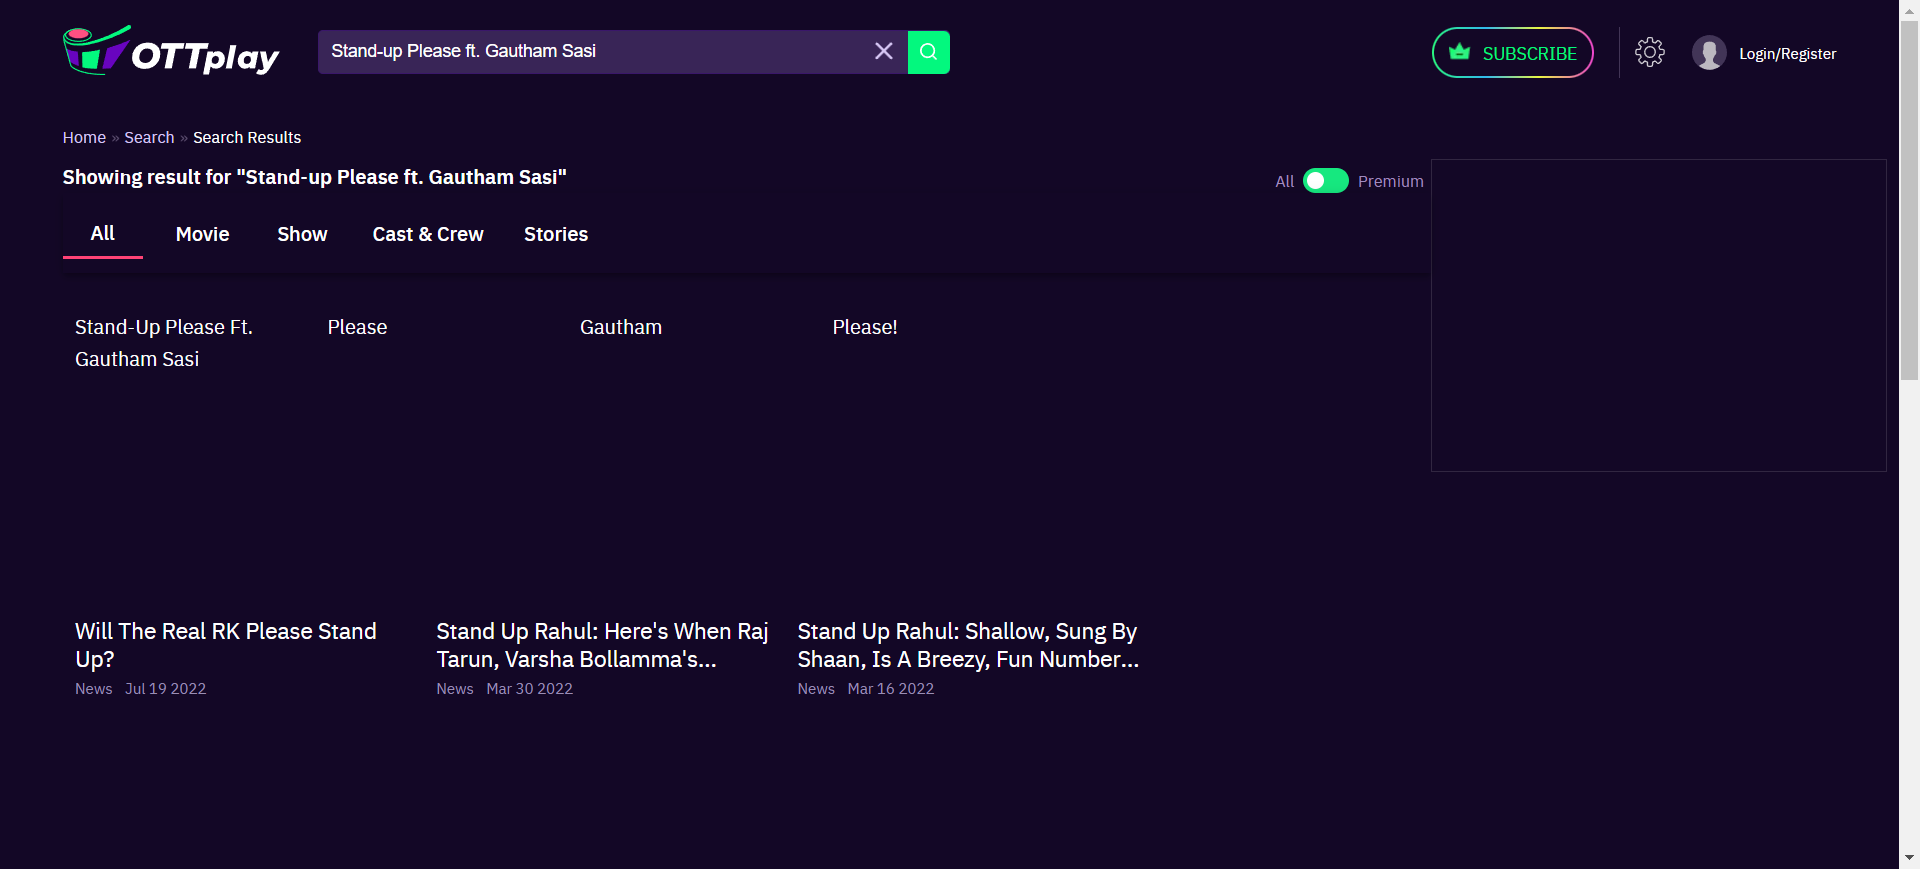 OTTplay
Stand-up Please ft. Gautham Sasi
SUBSCRIBE
Login/Register
Home » Search » Search Results
Showing result for "Stand-up Please ft. Gautham Sasi"
All
Premium
All
Movie
Show
Cast & Crew
Stories
Stand-Up Please Ft.
Gautham Sasi
Please
Gautham
Please!
Will The Real RK Please Stand
Up?
News Jul 19 2022
Stand Up Rahul: Here's When Raj
Tarun, Varsha Bollamma's...
News Mar 30 2022
Stand Up Rahul: Shallow, Sung By
Shaan, Is A Breezy, Fun Number...
News Mar 16 2022